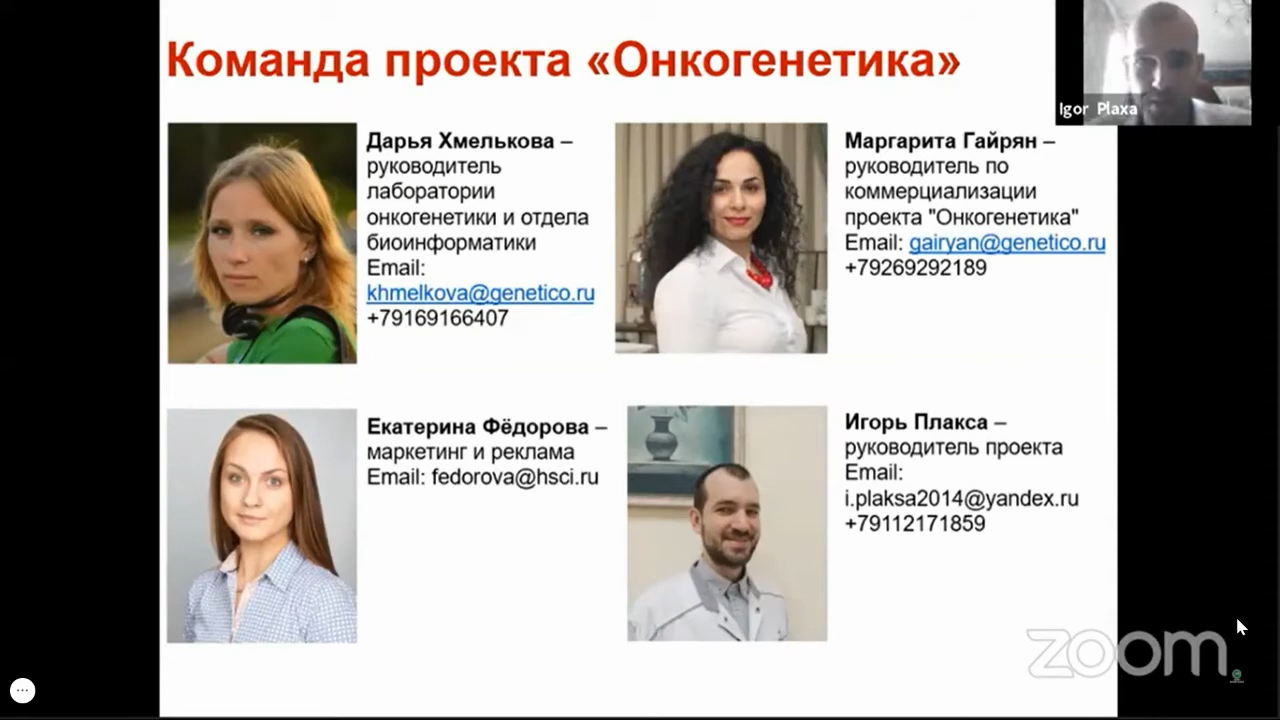 Команда проекта «Онкогенетика»
Igor Plaxa
Дарья Хмелькова –
руководитель
лаборатории
онкогенетики и отдела
биоинформатики
Email:
khmelkova@genetico.ru
+79169166407
Маргарита Гайрян –
руководитель по
коммерциализации
проекта "Онкогенетика"
Email: gairyan@genetico.ru
+79269292189
Екатерина Фёдорова –
маркетинг и реклама
Email: fedorova@hsci.ru
Игорь Плакса –
руководитель проекта
Email:
i.plaksa2014@yandex.ru
+79112171859
zoom